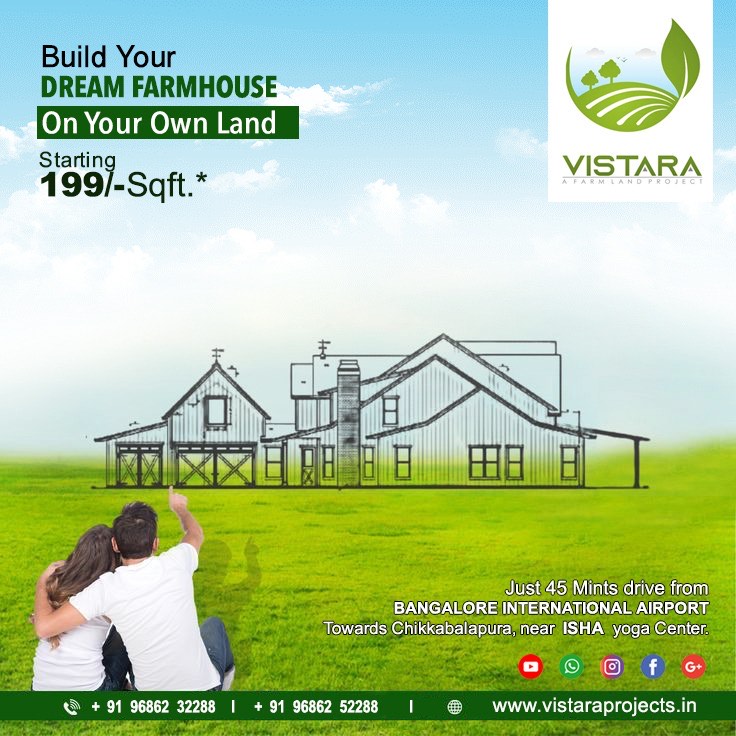 Build Your
DREAM FARMHOUSE
On Your Own Land
Starting
199/-Sqft.*
VISTARA
A FARM LAND PROJECT
Just 45 Mints drive from
BANGALORE INTERNATIONAL AIRPORT
Towards Chikkabalapura, near ISHA yoga Center.
G+
+ 91 96862 32288 I + 91 96862 52288 I www.vistaraprojects.in